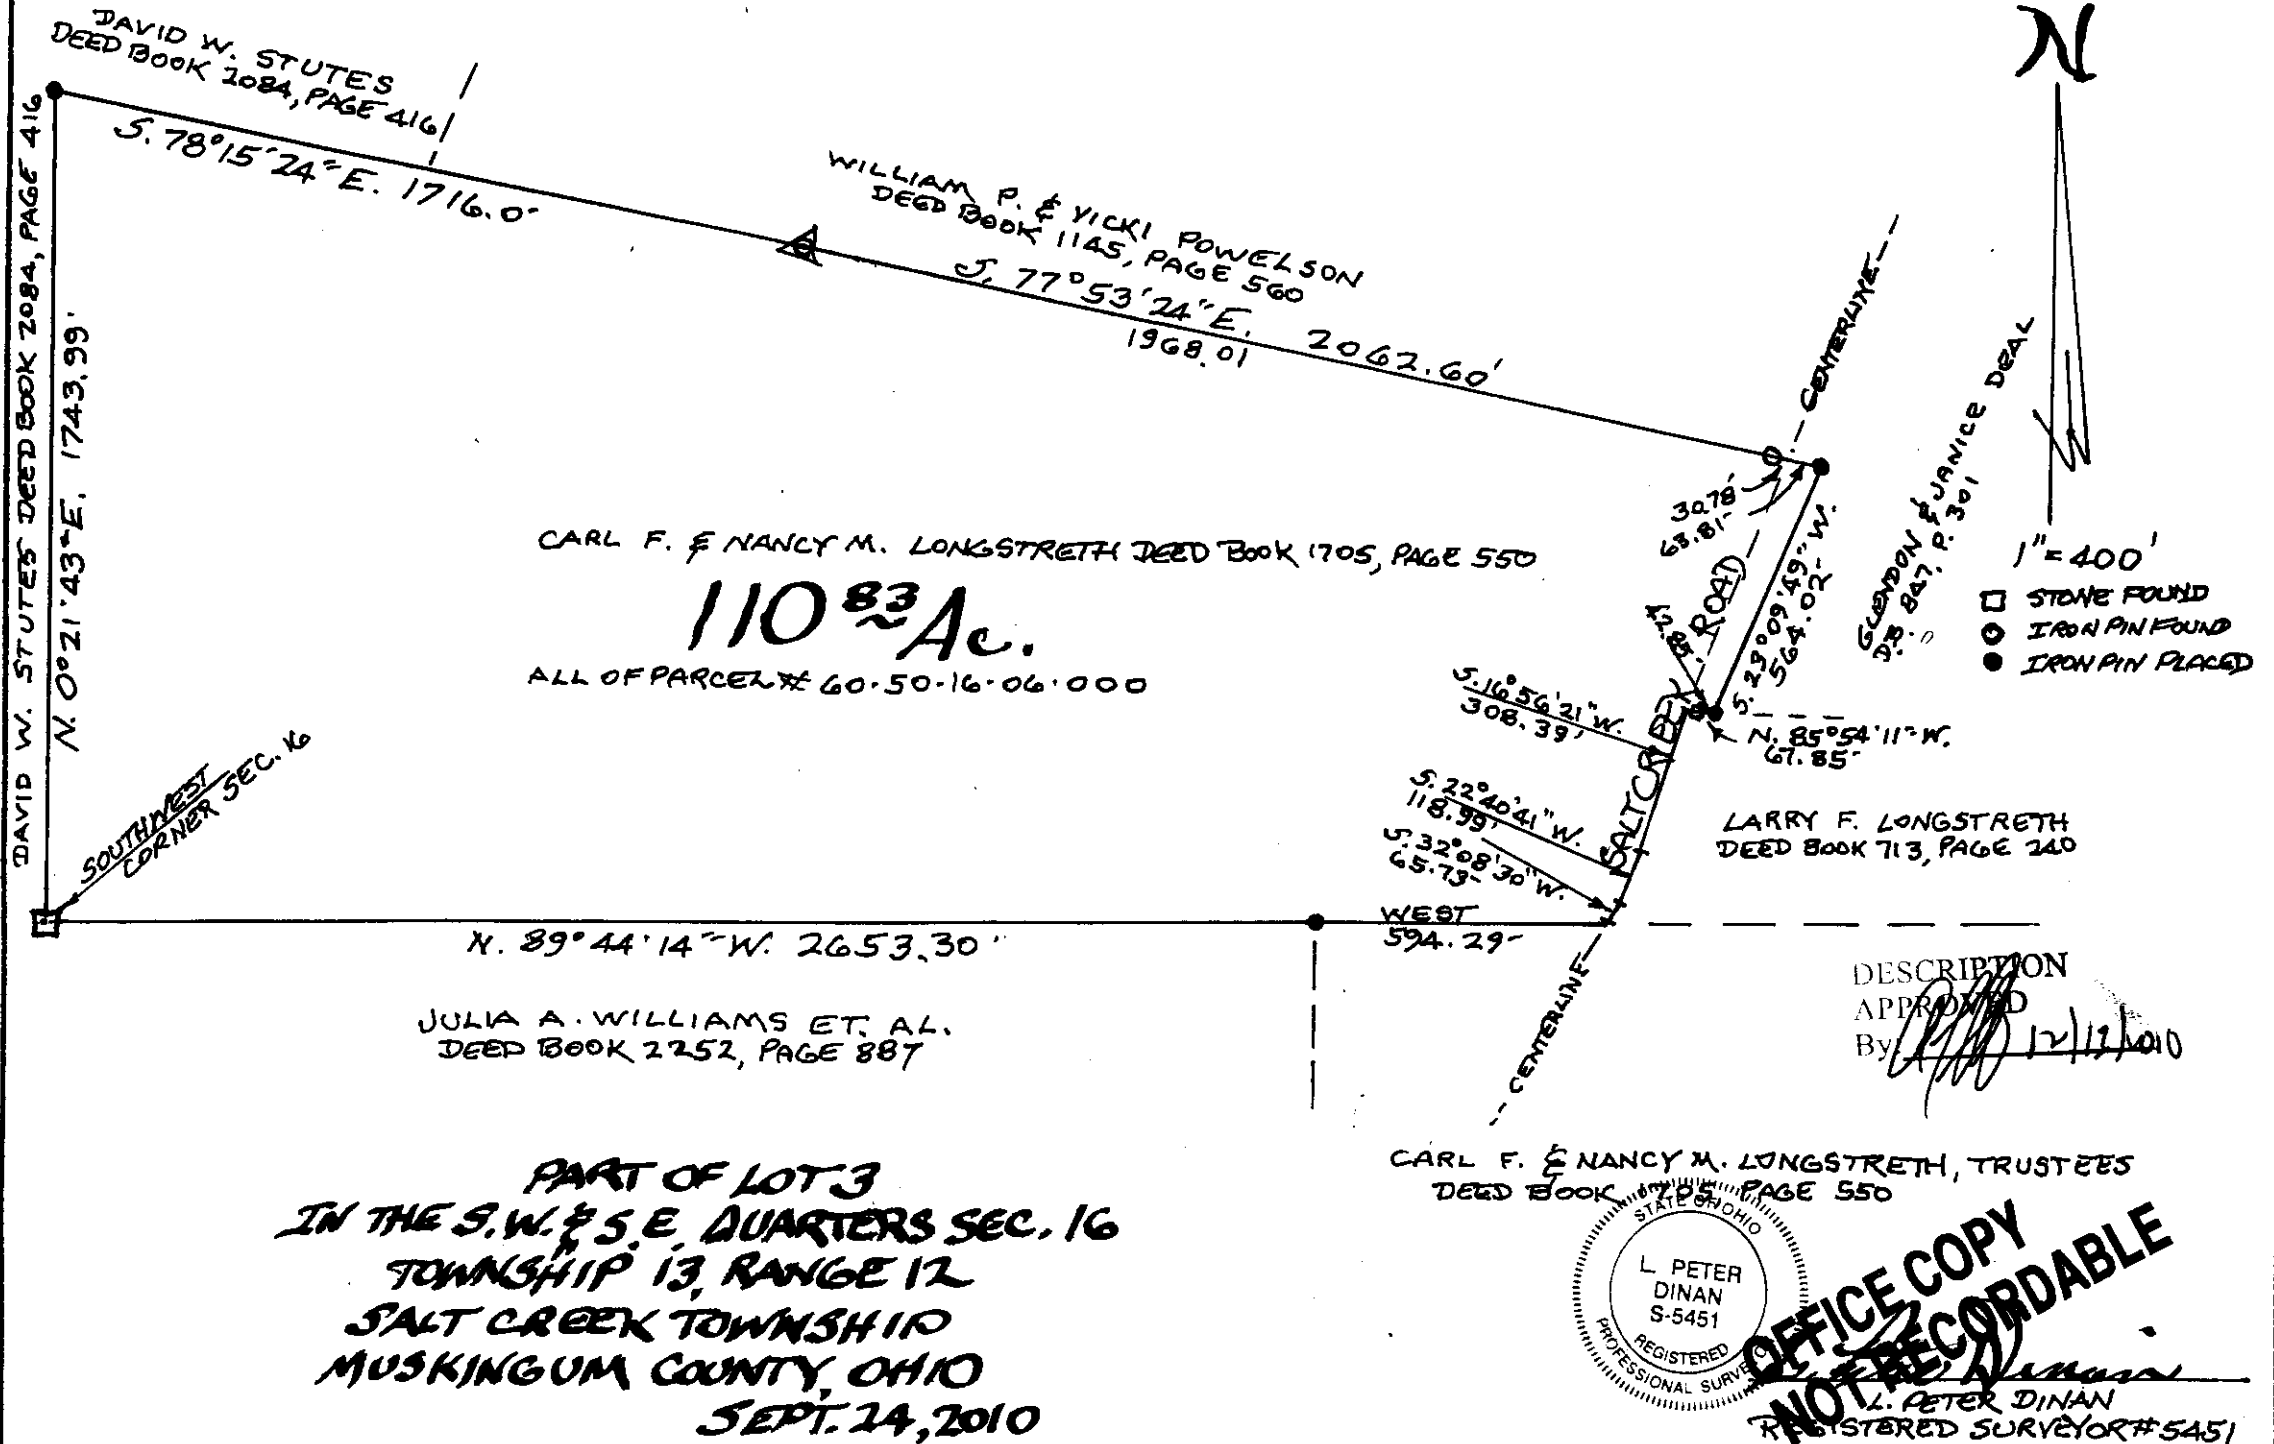 DAVID W. STUTES
DEED BOOK 2084, PAGE 416
S. 78°15'24" E. 1716.0'
WILLIAM P. & VICKI POWELSON
DEED BOOK 1145, PAGE 560
S. 77°53'24" E. 2062.60'
1968.01
N
CENTERLINE
GLENDON & JANICE DEAL
D.B. 847, P. 301
1" = 400'
STONE FOUND
IRON PIN FOUND
IRON PIN PLACED
DAVID W. STUTES DEED BOOK 2084, PAGE 416
N. 0°21'43" E. 1743.99'
30.78'
63.81'
S. 23°09'49" W.
564.02'
CARL F. & NANCY M. LONGSTRETH DEED BOOK 1705, PAGE 550
110 83 Ac.
ALL OF PARCEL # 60-50-16-06-000
42.85'
SALT CREEK ROAD
S. 16°56'21" W.
308.39'
N. 85°54'11" W.
67.85'
S. 22°40'41" W.
118.99'
S. 32°08'30" W.
65.73'
LARRY F. LONGSTRETH
DEED BOOK 713, PAGE 240
SOUTHWEST
CORNER SEC. 16
N. 89°44'14" W. 2653.30'
WEST
594.29'
CENTERLINE
JULIA A. WILLIAMS ET. AL.
DEED BOOK 2252, PAGE 887
DESCRIPTION
APPROVED
By
CARL F. & NANCY M. LONGSTRETH, TRUSTEES
DEED BOOK 1705, PAGE 550
PART OF LOT 3
IN THE S.W. & S.E. QUARTERS SEC. 16
TOWNSHIP 13, RANGE 12
SALT CREEK TOWNSHIP
MUSKINGUM COUNTY, OHIO
SEPT. 24, 2010
STATE OF OHIO
L. PETER
DINAN
S-5451
REGISTERED
PROFESSIONAL SURVEYOR
OFFICE COPY
NOT RECORDABLE
L. PETER DINAN
REGISTERED SURVEYOR #5451